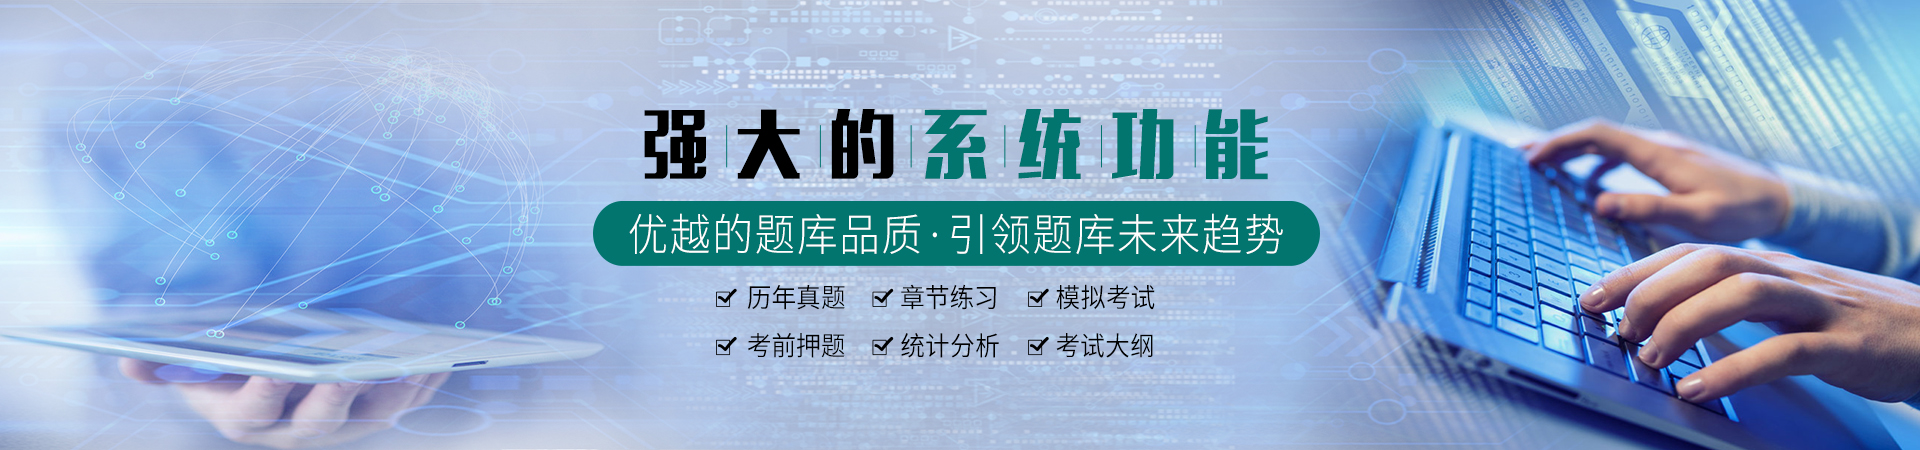 强大的系统功能
优越的题库品质·引领题库未来趋势
历年真题 章节练习 模拟考试
考前押题 统计分析 考试大纲